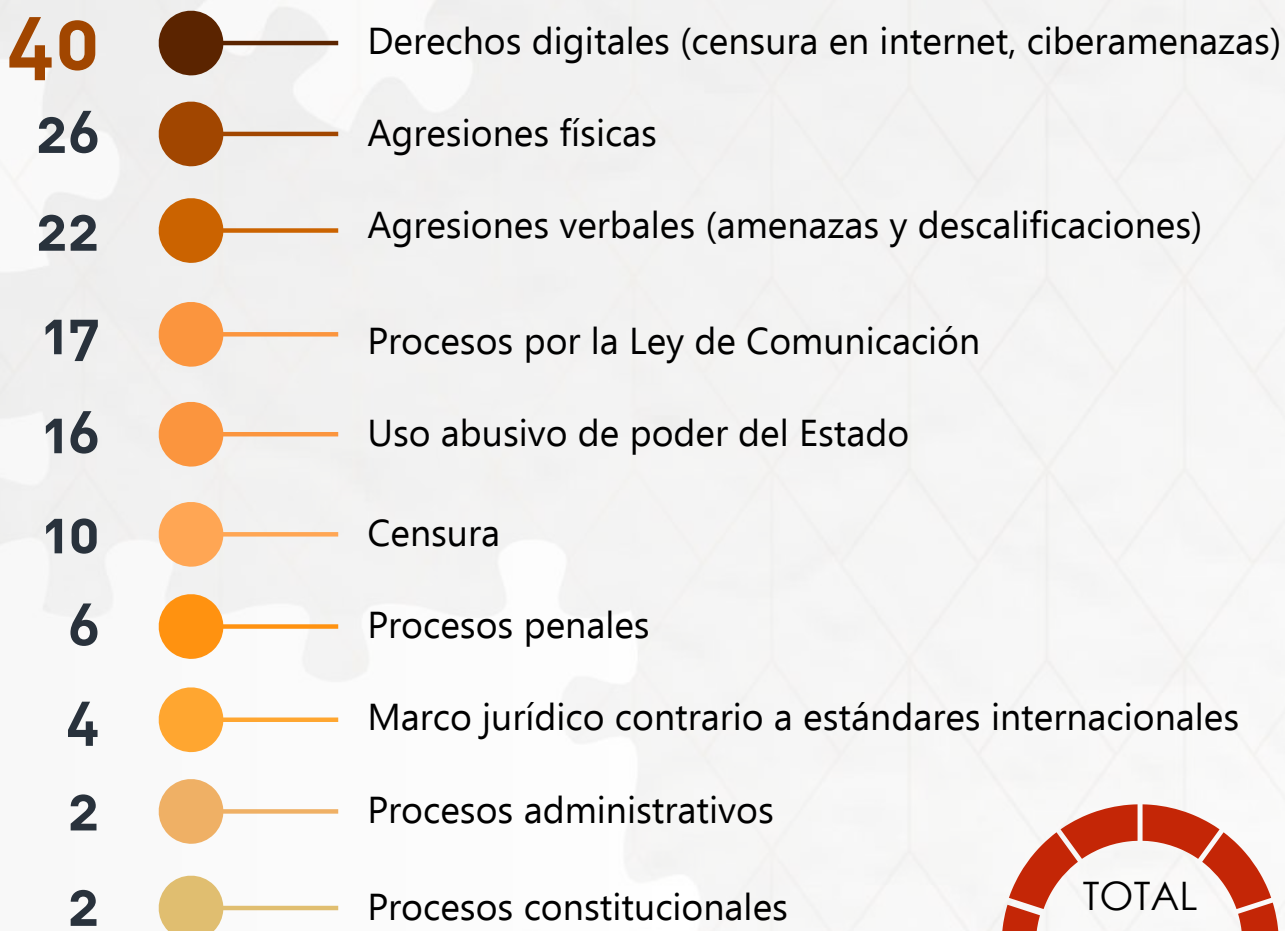 40 Derechos digitales (censura en internet, ciberamenazas)
26 Agresiones físicas
22 Agresiones verbales (amenazas y descalificaciones)
17 Procesos por la Ley de Comunicación
16 Uso abusivo de poder del Estado
10 Censura
6 Procesos penales
4 Marco jurídico contrario a estándares internacionales
2 Procesos administrativos
2 Procesos constitucionales
TOTAL